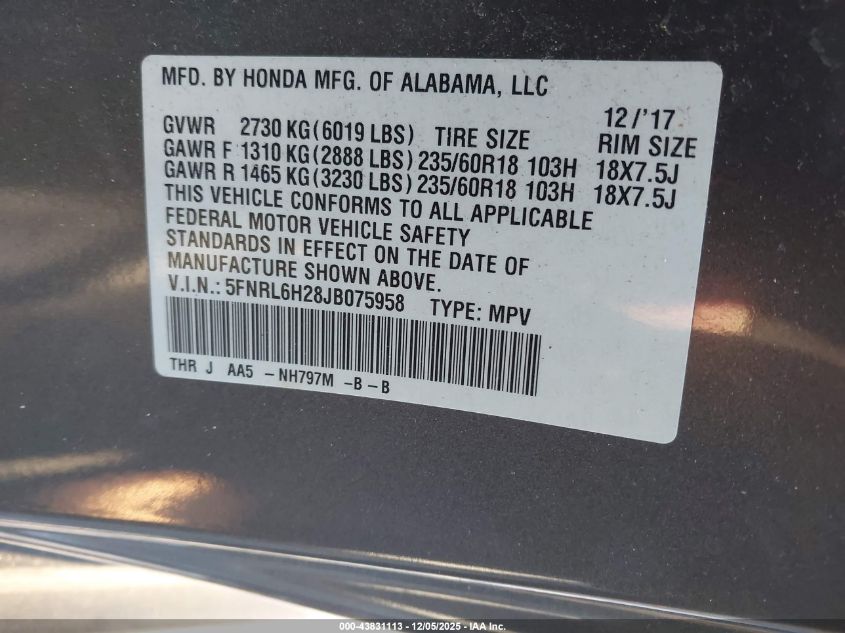 MFD. BY HONDA MFG. OF ALABAMA, LLC
12/'17
GVWR 2730 KG(6019 LBS) TIRE SIZE RIM SIZE
GAWR F 1310 KG(2888 LBS) 235/60R18 103H 18X7.5J
GAWR R 1465 KG(3230 LBS) 235/60R18 103H 18X7.5J
THIS VEHICLE CONFORMS TO ALL APPLICABLE
FEDERAL MOTOR VEHICLE SAFETY
STANDARDS IN EFFECT ON THE DATE OF
MANUFACTURE SHOWN ABOVE.
V.I.N.: 5FNRL6H28JB075958 TYPE: MPV
THR J AA5 -NH797M -B-B
000-43831113 - 12/05/2025 - IAA Inc.